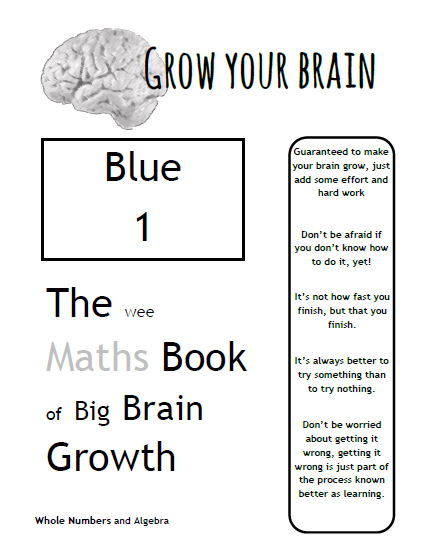 GROW YOUR BRAIN
Blue
1
The wee
Maths Book
of Big Brain
Growth
Guaranteed to make
your brain grow, just
add some effort and
hard work
Don't be afraid if
you don't know how
to do it, yet!
It's not how fast you
finish, but that you
finish.
It's always better to
try something than
to try nothing.
Don't be worried
about getting it
wrong, getting it
wrong is just part of
the process known
better as learning.
Whole Numbers and Algebra